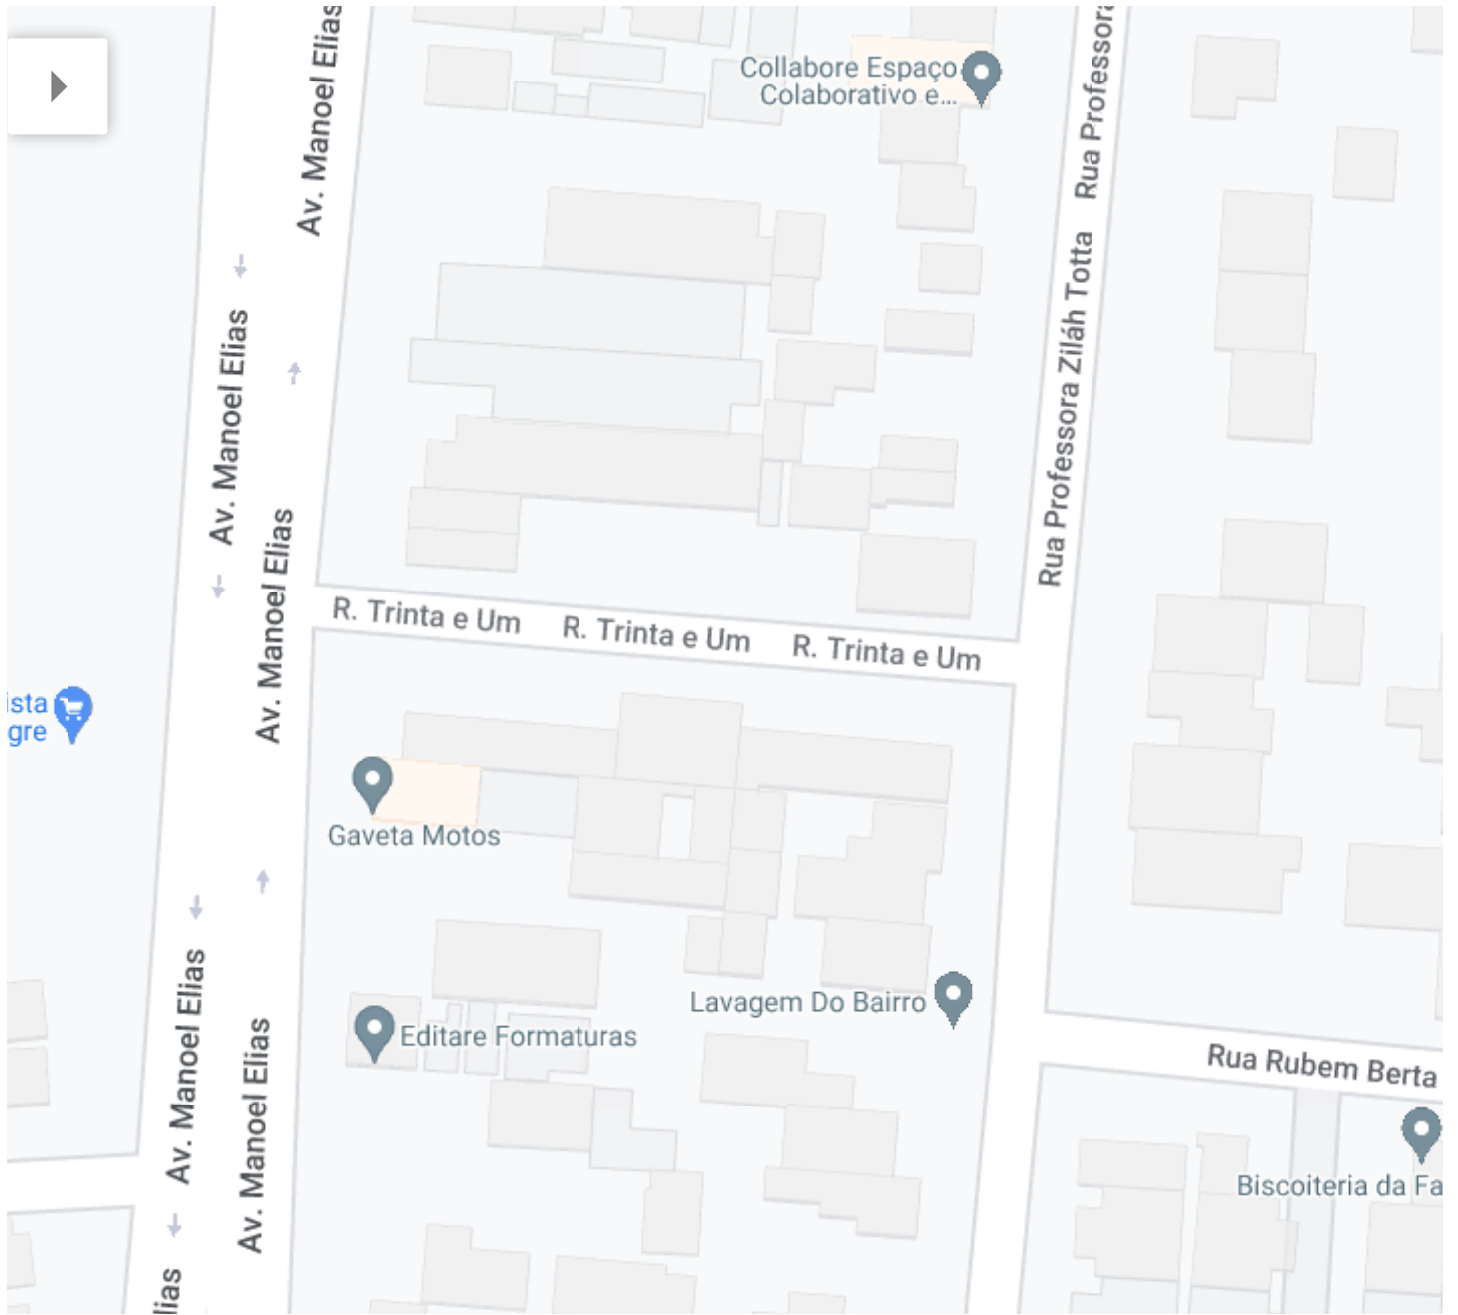 Av. Manoel Elias
Collabore Espaço
Colaborativo e...
Rua Professora
Rua Professora Ziláh Totta
Av. Manoel Elias
Av. Manoel Elias
R. Trinta e Um
R. Trinta e Um
R. Trinta e Um
ista
gre
Gaveta Motos
Lavagem Do Bairro
Editare Formaturas
Av. Manoel Elias
Av. Manoel Elias
Rua Rubem Berta
Biscoiteria da Fa
lias